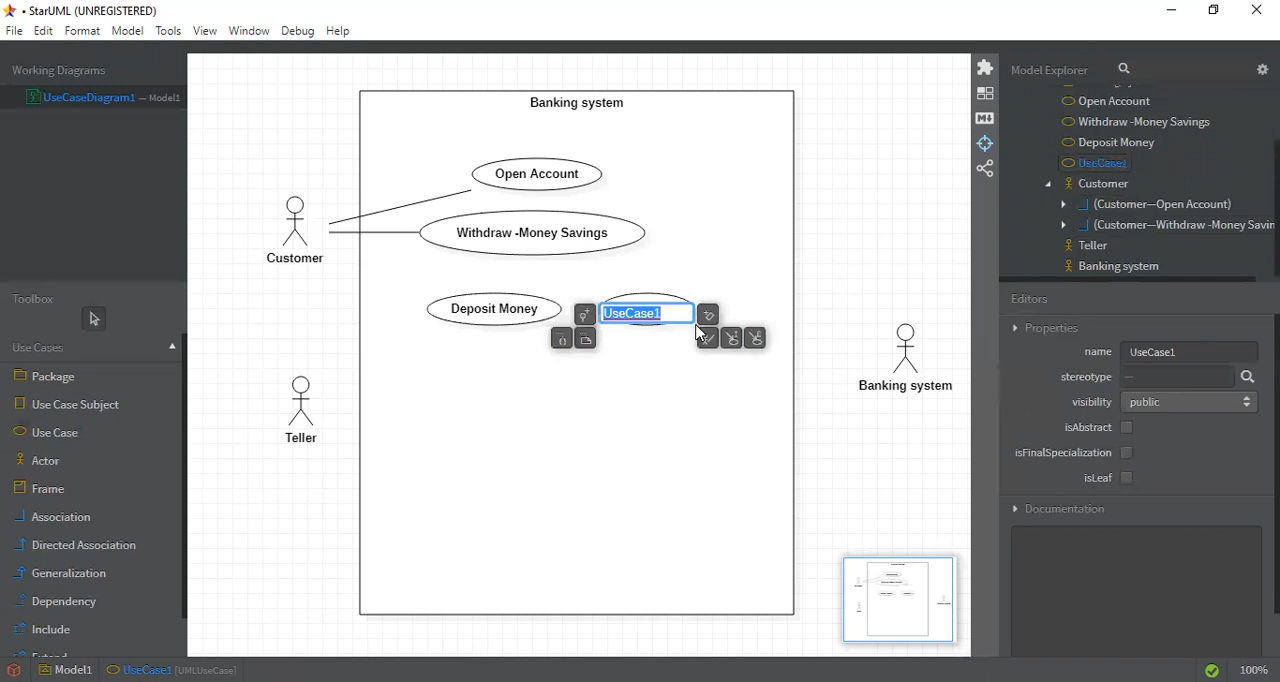 • StarUML (UNREGISTERED)
File Edit Format Model Tools View Window Debug Help
Working Diagrams
UseCaseDiagram1 — Model1
Toolbox
Use Cases
Package
Use Case Subject
Use Case
Actor
Frame
Association
Directed Association
Generalization
Dependency
Include
Extend
Banking system
Open Account
Withdraw -Money Savings
Customer
Deposit Money
UseCase1
Teller
Banking system
Model Explorer
Open Account
Withdraw -Money Savings
Deposit Money
UseCase1
Customer
(Customer—Open Account)
(Customer—Withdraw -Money Savin
Teller
Banking system
Editors
Properties
name UseCase1
stereotype —
visibility public
isAbstract
isFinalSpecialization
isLeaf
Documentation
Model1 UseCase1 [UMLUseCase]
100%